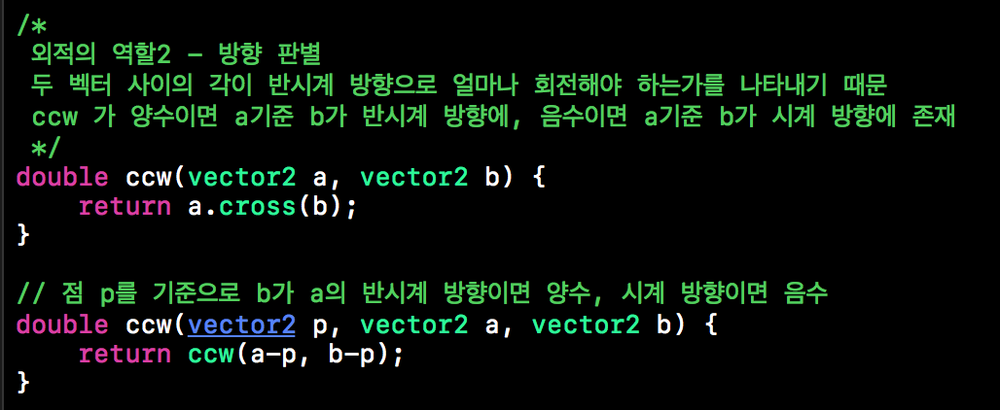 /*
 외적의 역할2 - 방향 판별
 두 벡터 사이의 각이 반시계 방향으로 얼마나 회전해야 하는가를 나타내기 때문
 ccw 가 양수이면 a기준 b가 반시계 방향에, 음수이면 a기준 b가 시계 방향에 존재
 */
double ccw(vector2 a, vector2 b) {
    return a.cross(b);
}
// 점 p를 기준으로 b가 a의 반시계 방향이면 양수, 시계 방향이면 음수
double ccw(vector2 p, vector2 a, vector2 b) {
    return ccw(a-p, b-p);
}